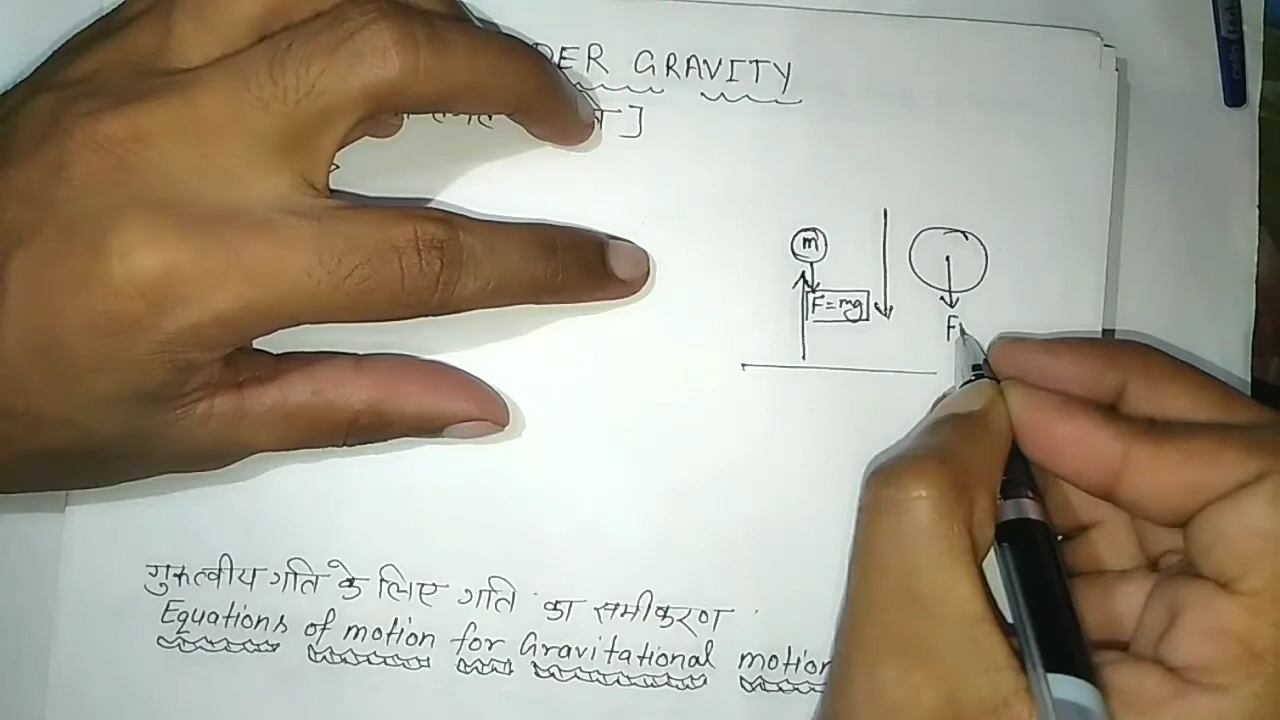 GRAVITY
]
m
F=mg
F
गुरुत्वीय गति के लिए गति का समीकरण
Equations of motion for Gravitational motion